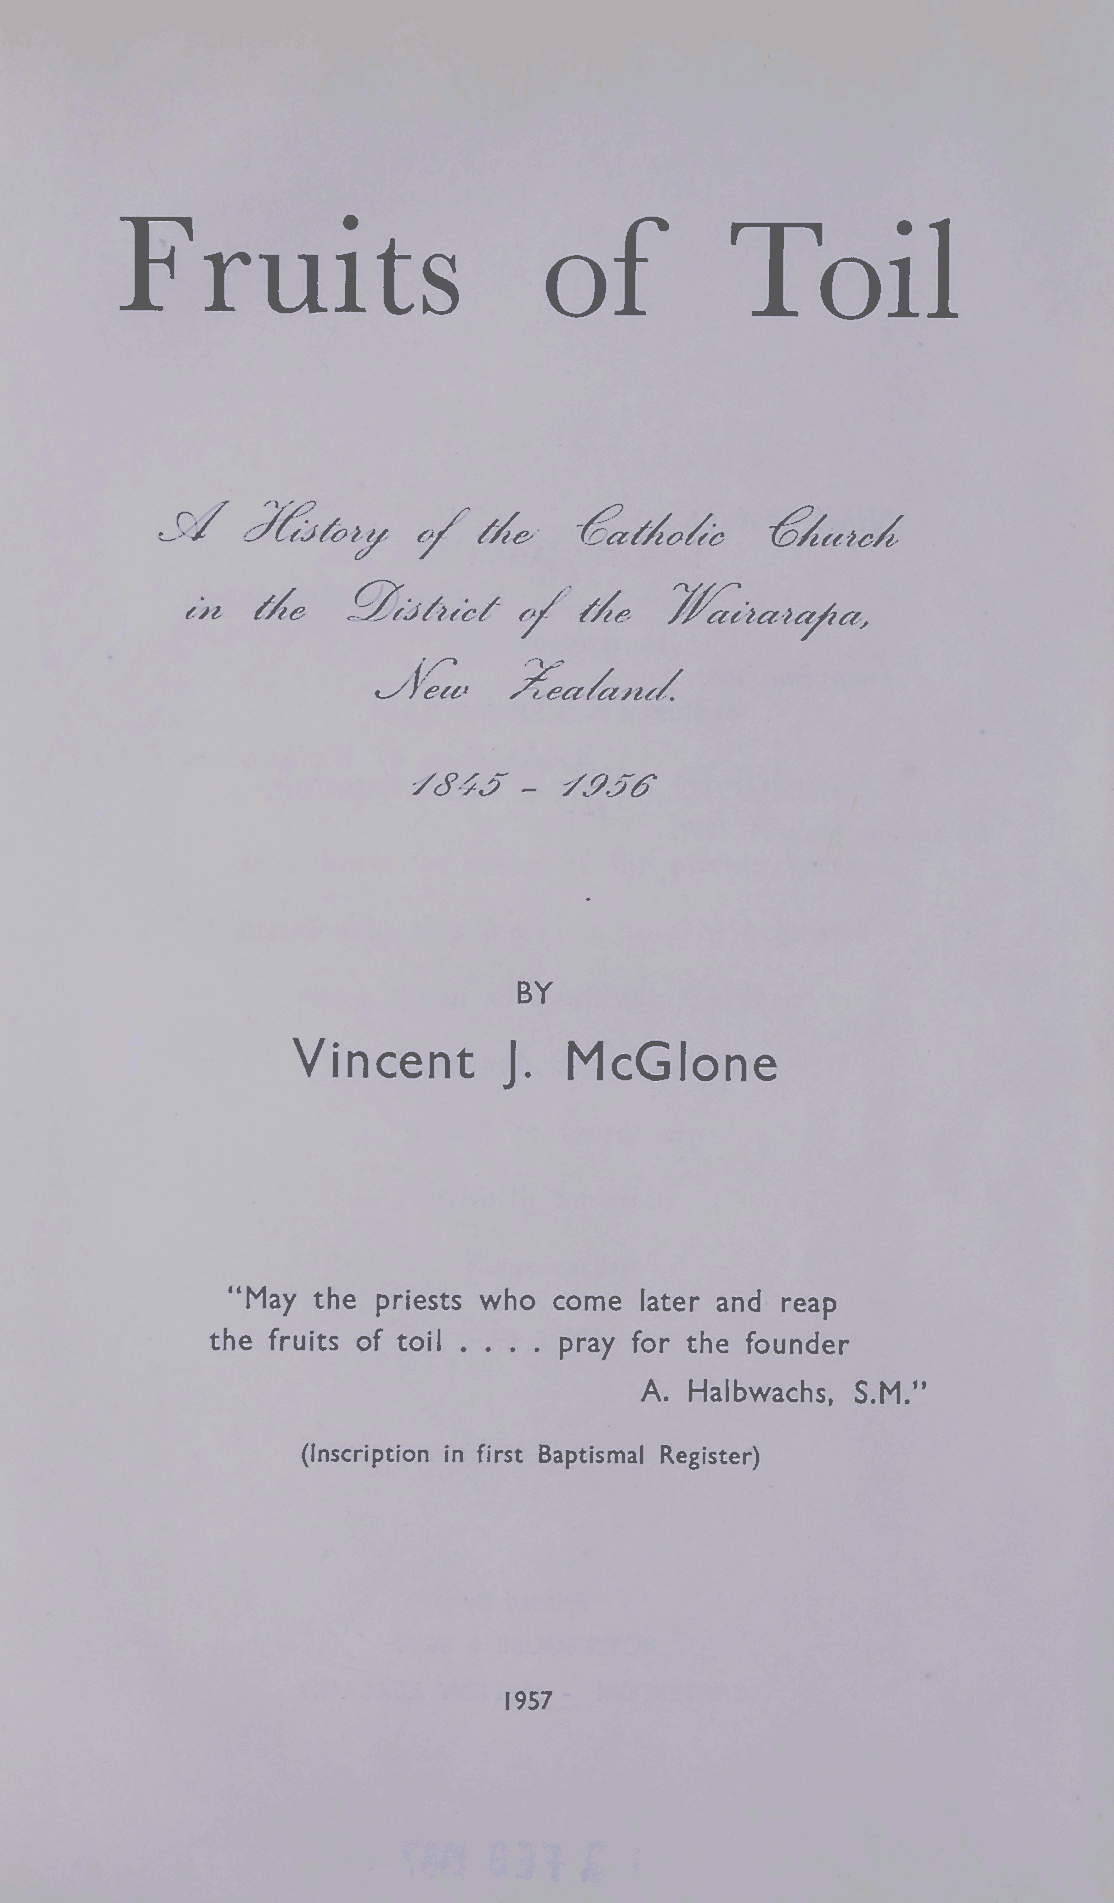 Fruits of Toil
A History of the Catholic Church
in the District of the Wairarapa,
New Zealand.
1845 - 1956
BY
Vincent J. McGlone
“May the priests who come later and reap
the fruits of toil . . . . pray for the founder
A. Halbwachs, S.M.”
(Inscription in first Baptismal Register)
1957